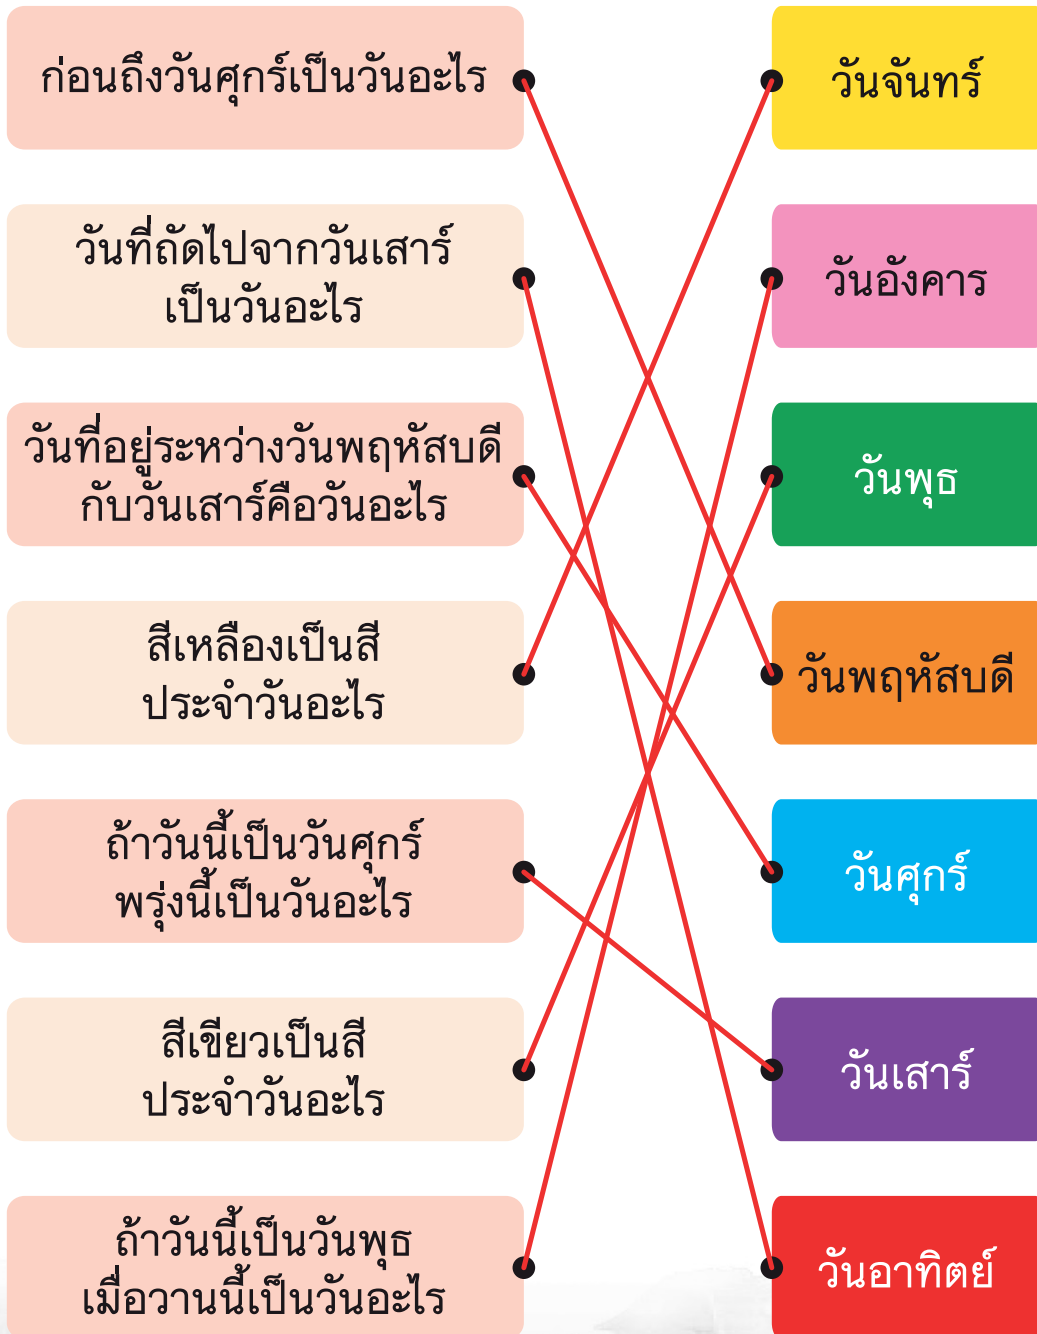 ก่อนถึงวันศุกร์เป็นวันอะไร
วันจันทร์
วันที่ถัดไปจากวันเสาร์
เป็นวันอะไร
วันอังคาร
วันที่อยู่ระหว่างวันพฤหัสบดี
กับวันเสาร์คือวันอะไร
วันพุธ
สีเหลืองเป็นสี
ประจำวันอะไร
วันพฤหัสบดี
ถ้าวันนี้เป็นวันศุกร์
พรุ่งนี้เป็นวันอะไร
วันศุกร์
สีเขียวเป็นสี
ประจำวันอะไร
วันเสาร์
ถ้าวันนี้เป็นวันพุธ
เมื่อวานนี้เป็นวันอะไร
วันอาทิตย์